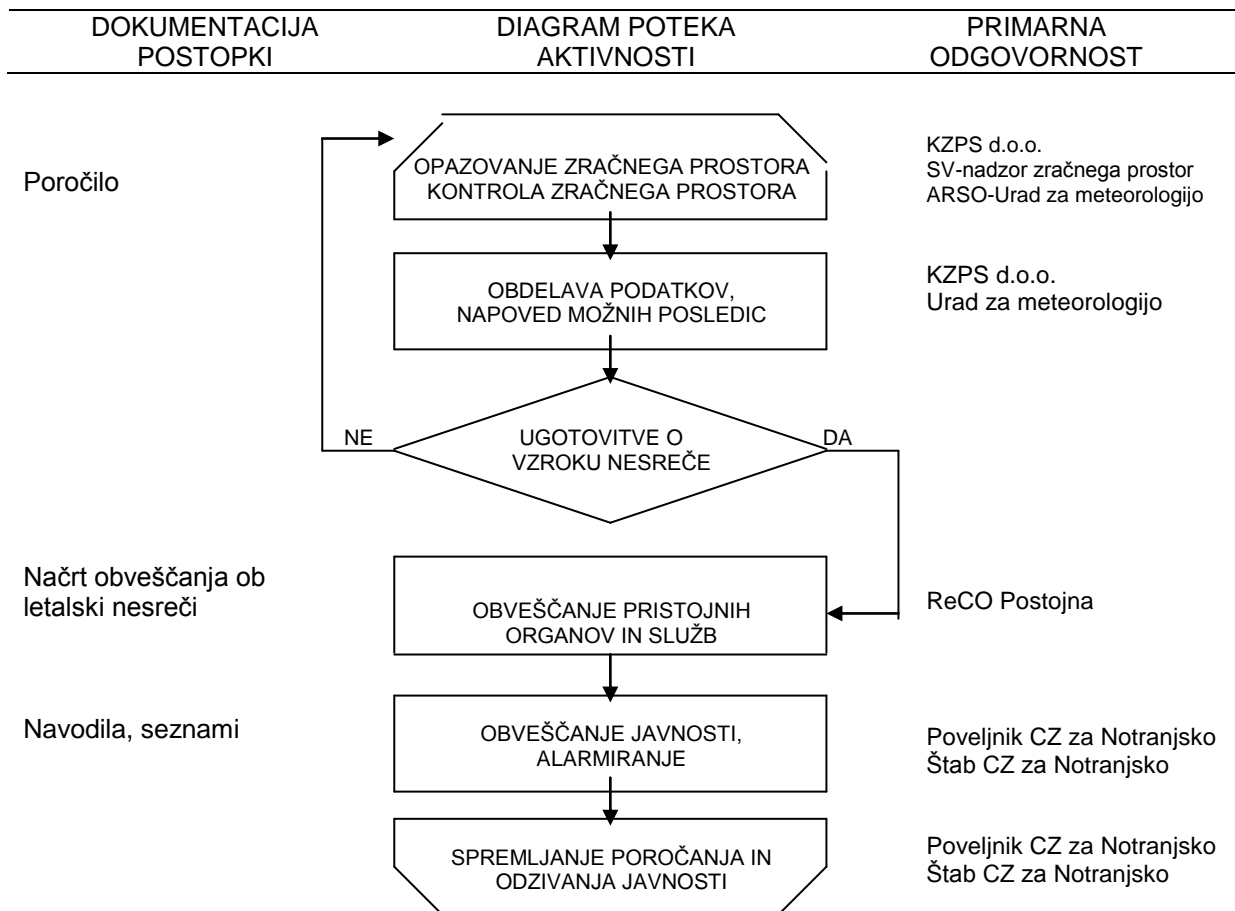 DOKUMENTACIJA
POSTOPKI
DIAGRAM POTEKA
AKTIVNOSTI
PRIMARNA
ODGOVORNOST
Poročilo
OPAZOVANJE ZRAČNEGA PROSTORA
KONTROLA ZRAČNEGA PROSTORA
KZPS d.o.o.
SV-nadzor zračnega prostor
ARSO-Urad za meteorologijo
OBDELAVA PODATKOV,
NAPOVED MOŽNIH POSLEDIC
KZPS d.o.o.
Urad za meteorologijo
NE
UGOTOVITVE O
VZROKU NESREČE
DA
Načrt obveščanja ob
letalski nesreči
OBVEŠČANJE PRISTOJNIH
ORGANOV IN SLUŽB
ReCO Postojna
Navodila, seznami
OBVEŠČANJE JAVNOSTI,
ALARMIRANJE
Poveljnik CZ za Notranjsko
Štab CZ za Notranjsko
SPREMLJANJE POROČANJA IN
ODZIVANJA JAVNOSTI
Poveljnik CZ za Notranjsko
Štab CZ za Notranjsko